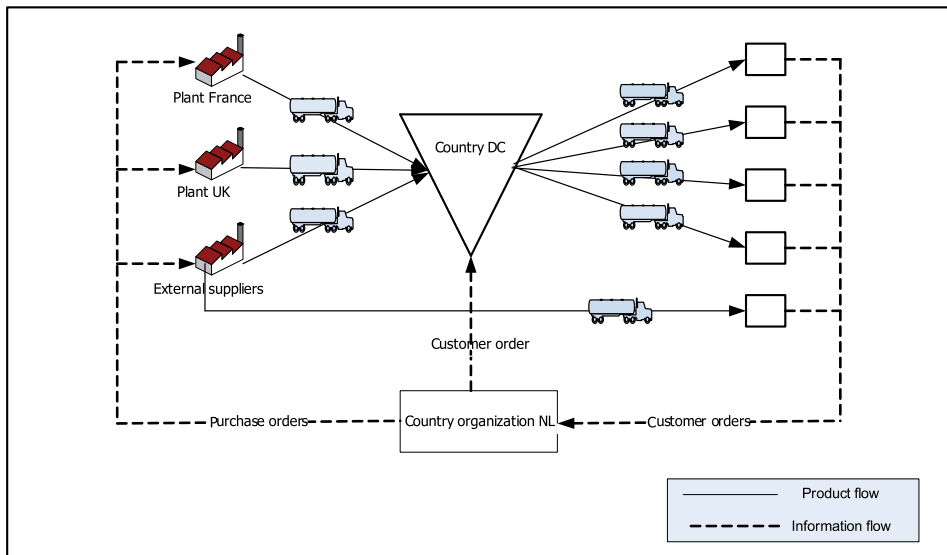 Plant France
Country DC
Plant UK
External suppliers
Customer order
Purchase orders
Country organization NL
Customer orders
Product flow
Information flow